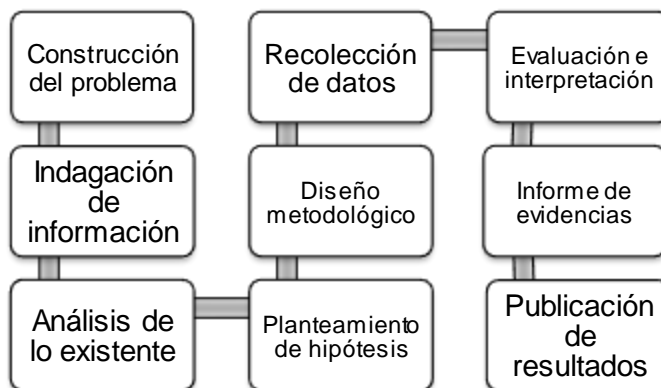 Construcción
del problema
Indagación
de
información
Análisis de
lo existente
Planteamiento
de hipótesis
Diseño
metodológico
Recolección
de datos
Evaluación e
interpretación
Informe de
evidencias
Publicación
de
resultados